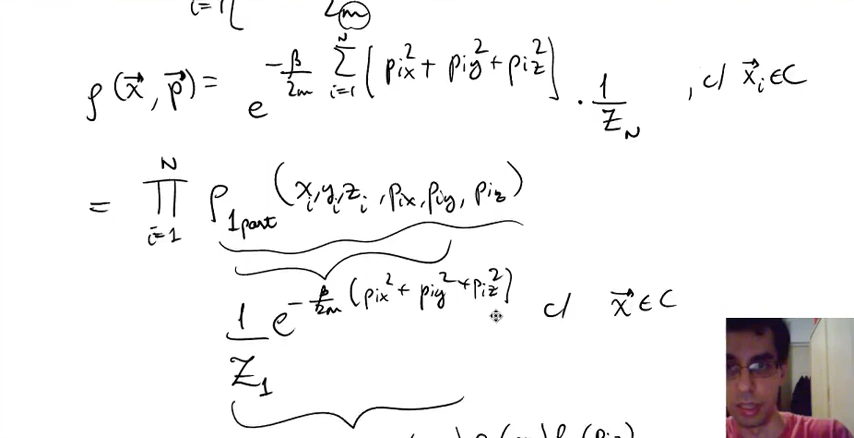 i=1 2m
ρ(x⃗, p⃗) = e^{-β/2m Σ_{i=1}^{N} [p_{ix}² + p_{iy}² + p_{iz}²]} · 1/Z_N , c/ x⃗_i ∈ C
= ∏_{i=1}^{N} ρ_{1part}(x_i, y_i, z_i, p_{ix}, p_{iy}, p_{iz})
1/Z_1 e^{-β/2m (p_{ix}² + p_{iy}² + p_{iz}²)} c/ x⃗ ∈ C